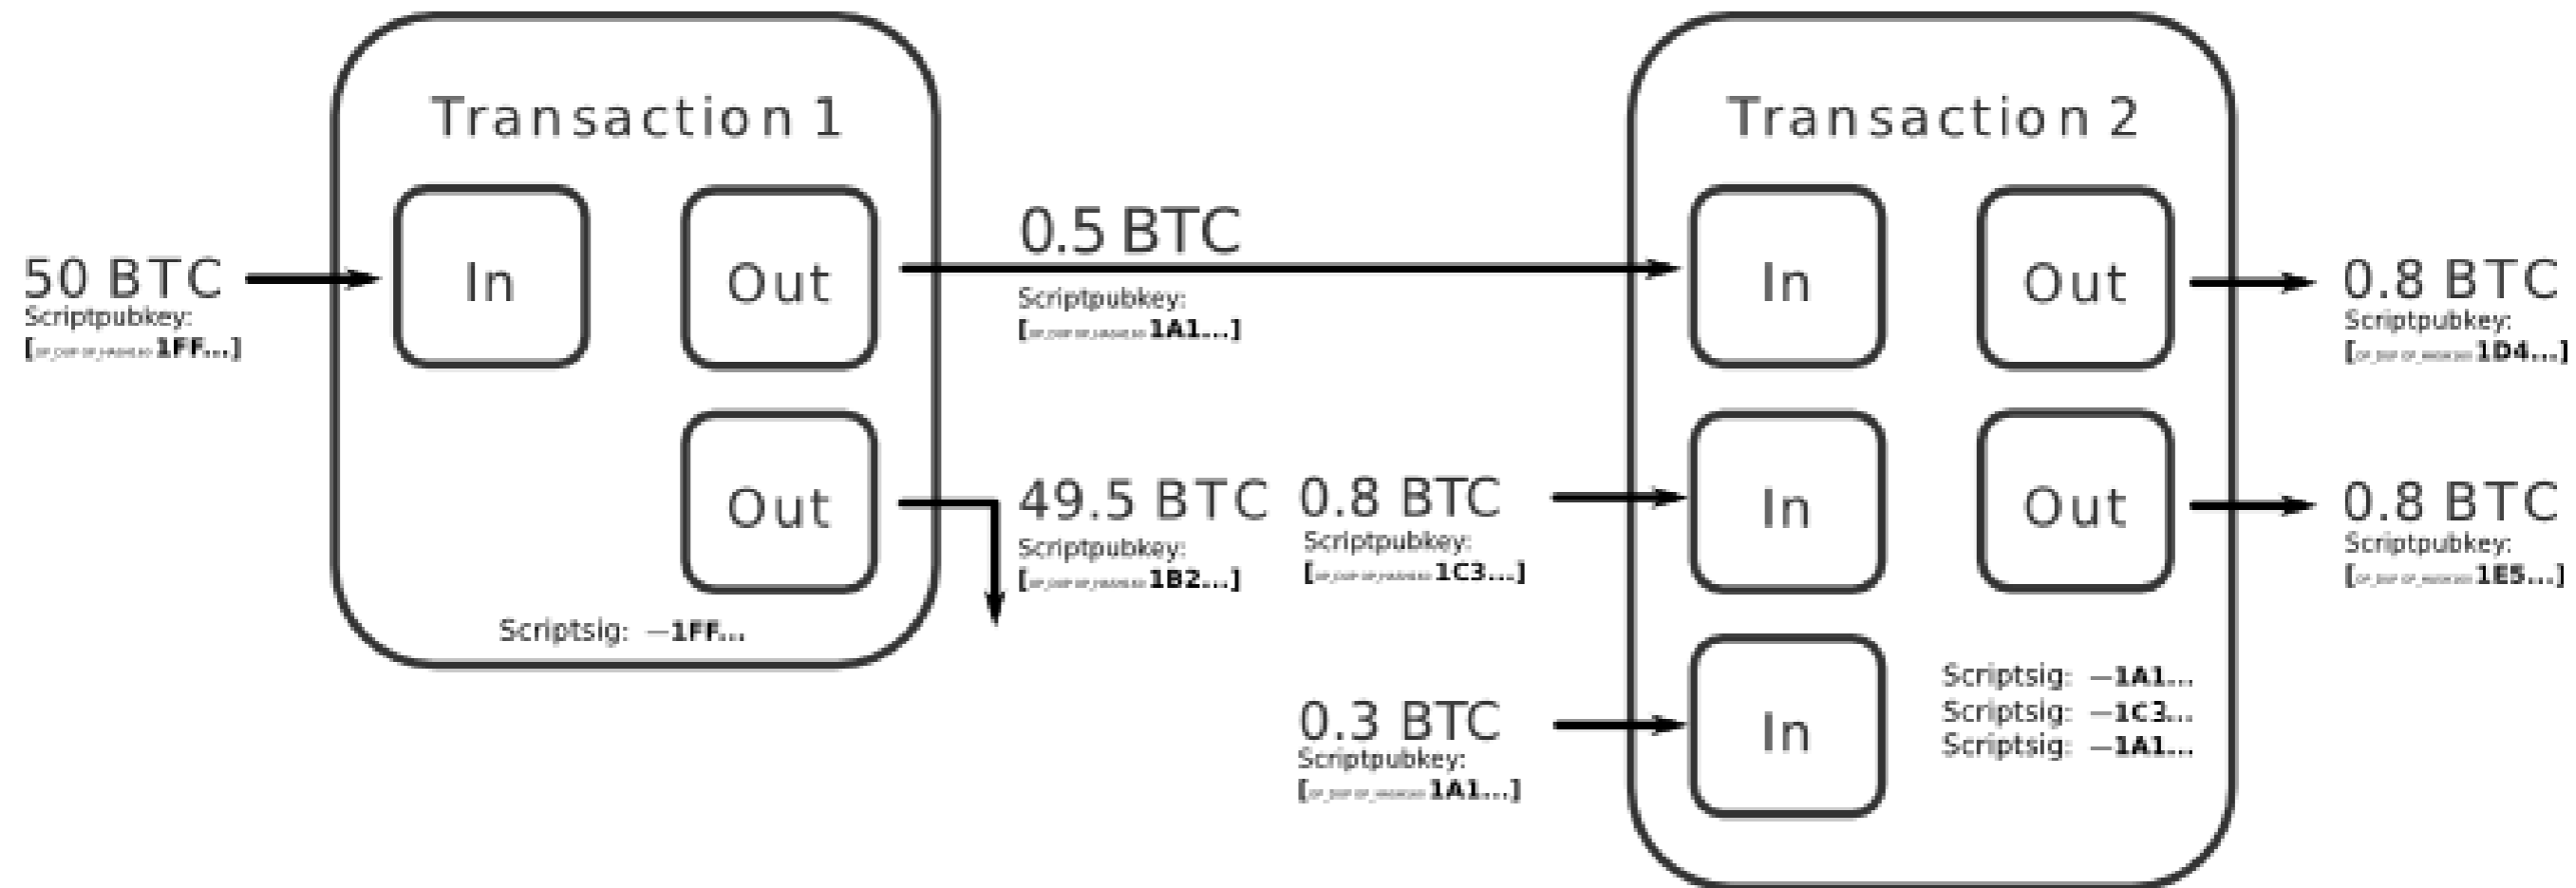 Transaction 1
50 BTC
Scriptpubkey:
[ 1FF...]
In
Out
Out
Scriptsig: —1FF...
0.5 BTC
Scriptpubkey:
[ 1A1...]
49.5 BTC
Scriptpubkey:
[ 1B2...]
Transaction 2
0.8 BTC
Scriptpubkey:
[ 1C3...]
0.3 BTC
Scriptpubkey:
[ 1A1...]
In
In
In
Out
Out
Scriptsig: —1A1...
Scriptsig: —1C3...
Scriptsig: —1A1...
0.8 BTC
Scriptpubkey:
[ 1D4...]
0.8 BTC
Scriptpubkey:
[ 1E5...]